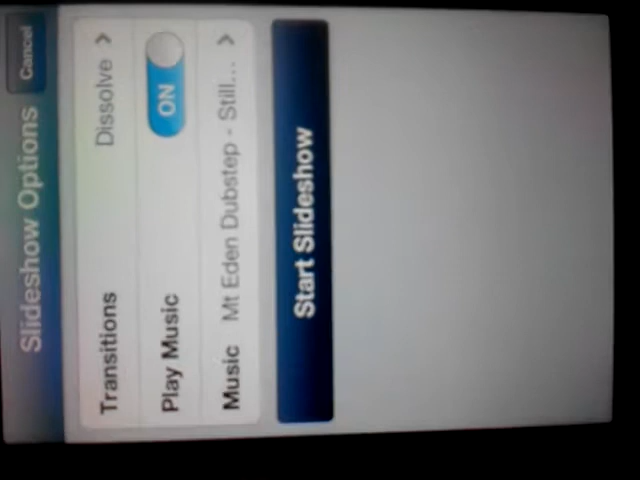 Slideshow Options Cancel
Transitions Dissolve
Play Music ON
Music Mt Eden Dubstep - Still...
Start Slideshow